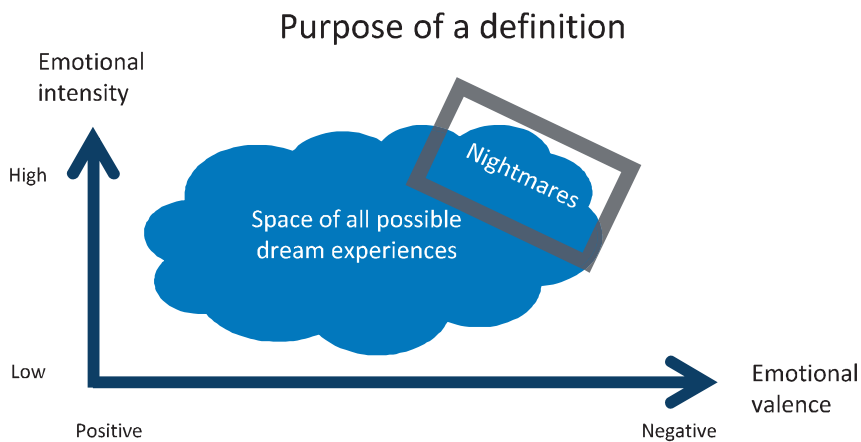 Purpose of a definition
Emotional
intensity
High
Nightmares
Space of all possible
dream experiences
Low
Emotional
valence
Positive
Negative